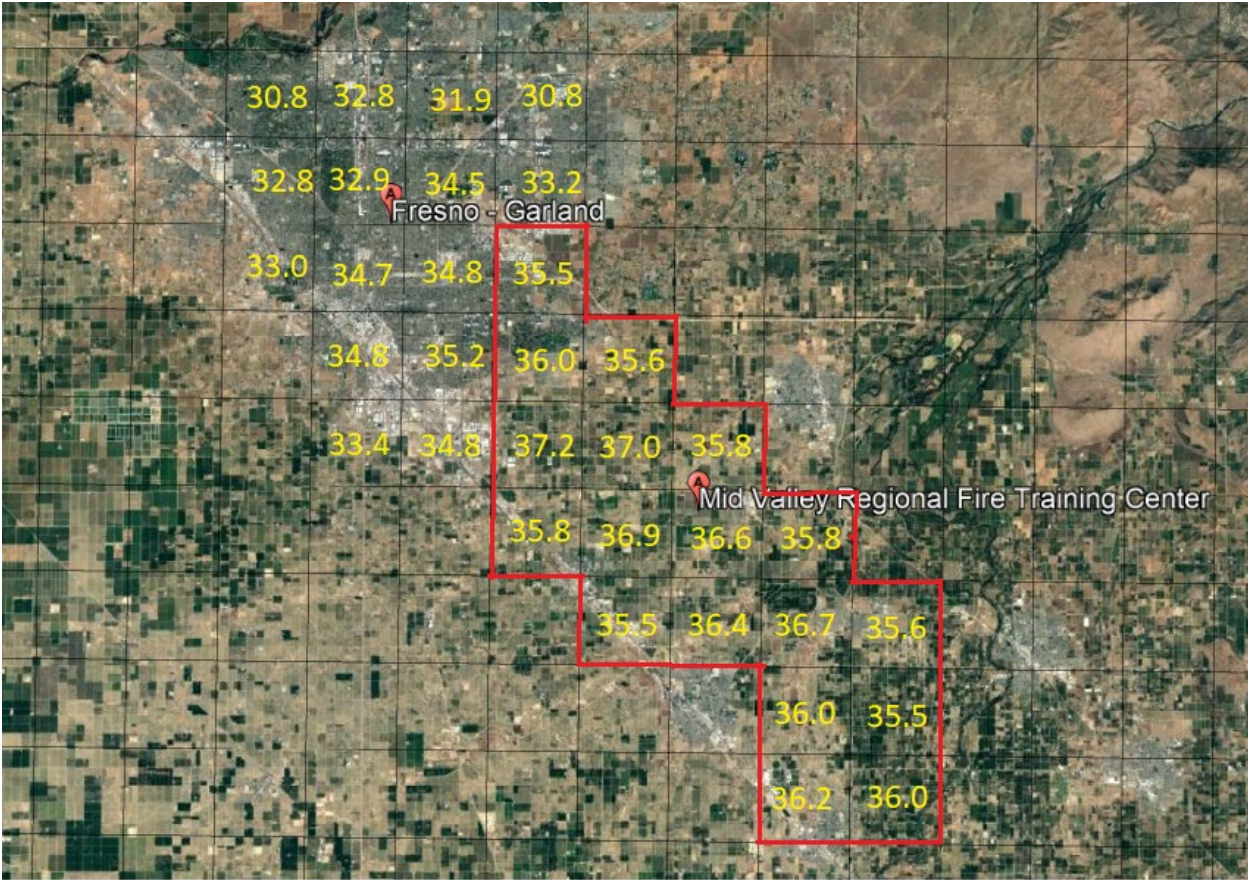 30.8 32.8 31.9 30.8
32.8 32.9 34.5 33.2
A
Fresno - Garland
33.0 34.7 34.8 35.5
34.8 35.2 36.0 35.6
33.4 34.8 37.2 37.0 35.8
A
Mid Valley Regional Fire Training Center
35.8 36.9 36.6 35.8
35.5 36.4 36.7 35.6
36.0 35.5
36.2 36.0